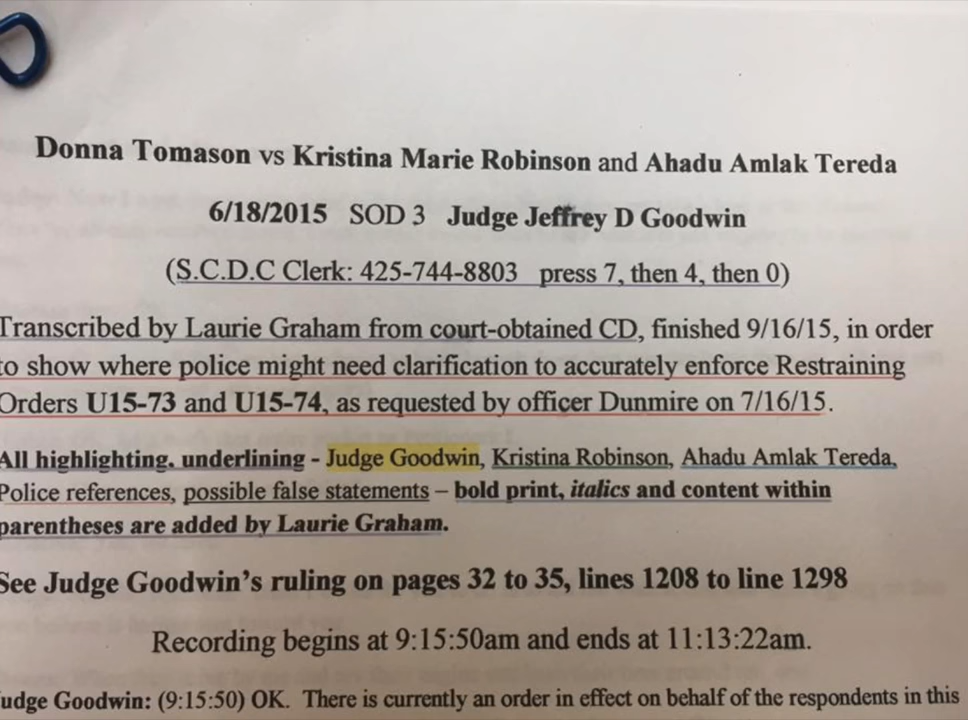 Donna Tomason vs Kristina Marie Robinson and Ahadu Amlak Tereda
6/18/2015 SOD 3 Judge Jeffrey D Goodwin
(S.C.D.C Clerk: 425-744-8803 press 7, then 4, then 0)
Transcribed by Laurie Graham from court-obtained CD, finished 9/16/15, in order
to show where police might need clarification to accurately enforce Restraining
Orders U15-73 and U15-74, as requested by officer Dunmire on 7/16/15.
All highlighting, underlining - Judge Goodwin, Kristina Robinson, Ahadu Amlak Tereda,
Police references, possible false statements – bold print, italics and content within
parentheses are added by Laurie Graham.
See Judge Goodwin's ruling on pages 32 to 35, lines 1208 to line 1298
Recording begins at 9:15:50am and ends at 11:13:22am.
Judge Goodwin: (9:15:50) OK. There is currently an order in effect on behalf of the respondents in this